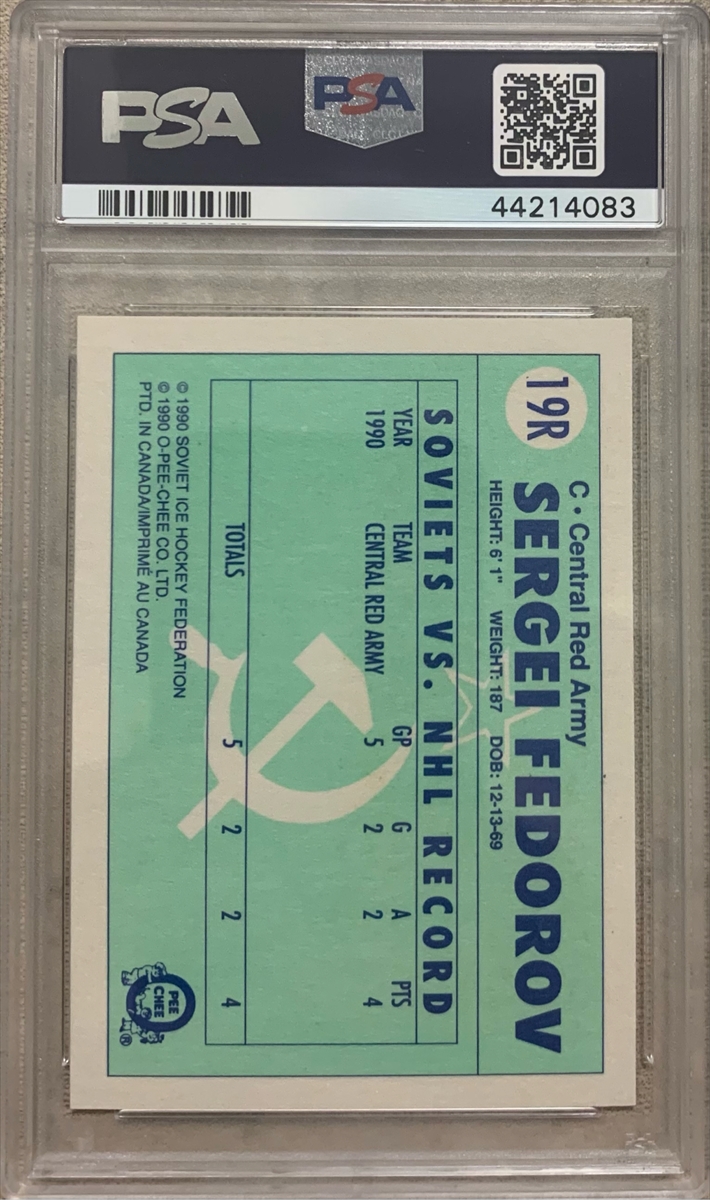 PSA
PSA
44214083
19R
C • Central Red Army
SERGEI FEDOROV
HEIGHT: 6' 1" WEIGHT: 187 DOB: 12-13-69
SOVIETS VS. NHL RECORD
YEAR TEAM GP G A PTS
1990 CENTRAL RED ARMY 5 2 2 4
TOTALS 5 2 2 4
© 1990 SOVIET ICE HOCKEY FEDERATION
© 1990 O-PEE-CHEE CO. LTD.
PTD. IN CANADA/IMPRIMÉ AU CANADA
O
PEE
CHEE
®